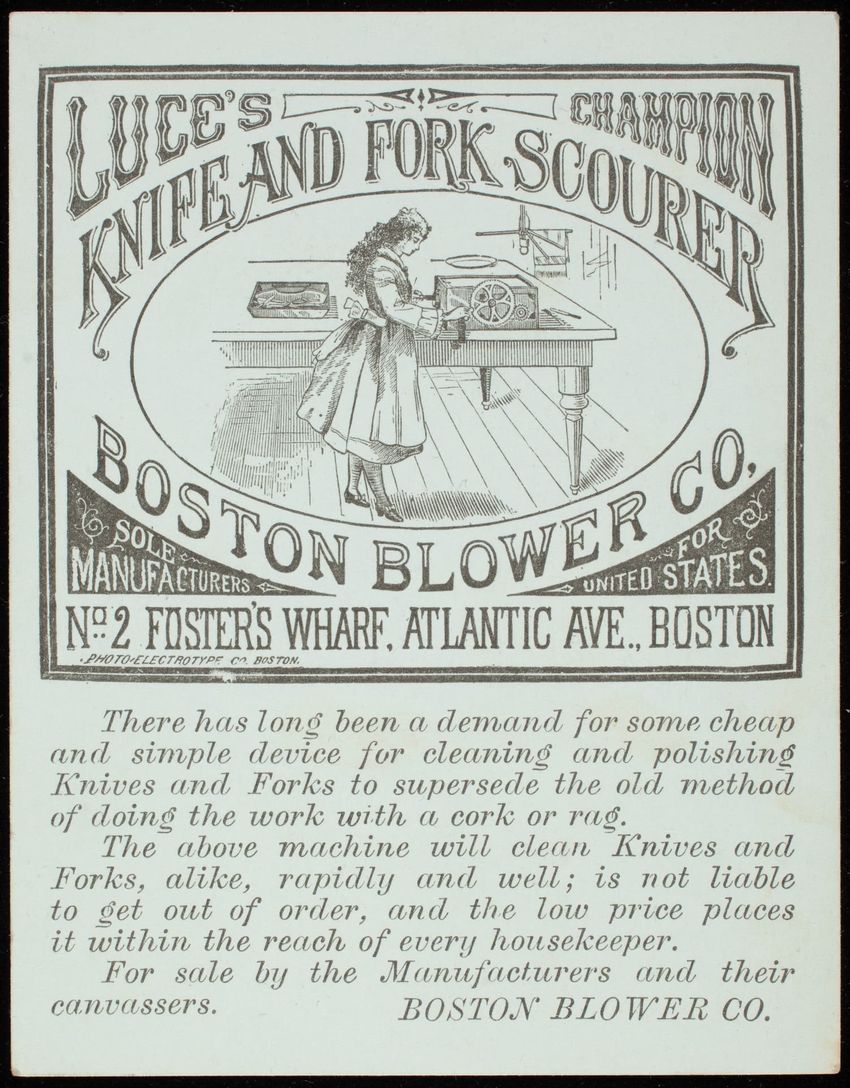 LUCE'S CHAMPION
KNIFE AND FORK SCOURER
BOSTON BLOWER CO,
SOLE
MANUFACTURERS
FOR
UNITED STATES.
No. 2 FOSTER'S WHARF, ATLANTIC AVE., BOSTON
PHOTO-ELECTROTYPE CO. BOSTON.
There has long been a demand for some cheap
and simple device for cleaning and polishing
Knives and Forks to supersede the old method
of doing the work with a cork or rag.
The above machine will clean Knives and
Forks, alike, rapidly and well; is not liable
to get out of order, and the low price places
it within the reach of every housekeeper.
For sale by the Manufacturers and their
canvassers. BOSTON BLOWER CO.